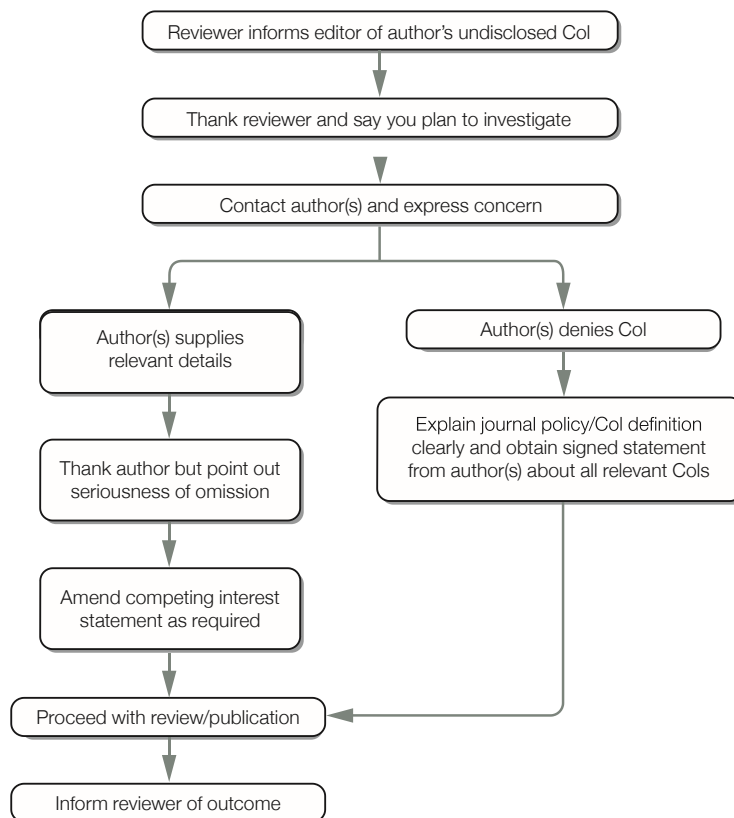 Reviewer informs editor of author's undisclosed CoI
Thank reviewer and say you plan to investigate
Contact author(s) and express concern
Author(s) supplies
relevant details
Thank author but point out
seriousness of omission
Amend competing interest
statement as required
Author(s) denies CoI
Explain journal policy/CoI definition
clearly and obtain signed statement
from author(s) about all relevant CoIs
Proceed with review/publication
Inform reviewer of outcome